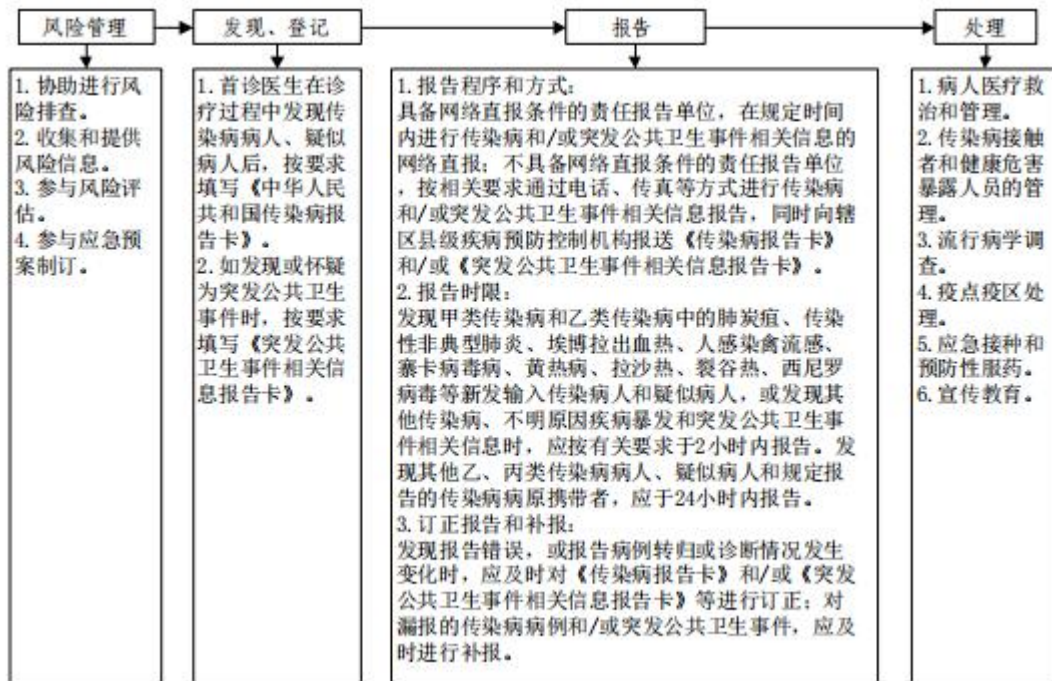 风险管理
发现、登记
报告
处理
1. 协助进行风
险排查。
2. 收集和提供
风险信息。
3. 参与风险评
估。
4. 参与应急预
案制订。
1. 首诊医生在诊
疗过程中发现传
染病病人、疑似
病人后，按要求
填写《中华人民
共和国传染病报
告卡》。
2. 如发现或怀疑
为突发公共卫生
事件时，按要求
填写《突发公共
卫生事件相关信
息报告卡》。
1. 报告程序和方式：
具备网络直报条件的责任报告单位，在规定时间
内进行传染病和/或突发公共卫生事件相关信息的
网络直报；不具备网络直报条件的责任报告单位
，按相关要求通过电话、传真等方式进行传染病
和/或突发公共卫生事件相关信息报告，同时向辖
区县级疾病预防控制机构报送《传染病报告卡》
和/或《突发公共卫生事件相关信息报告卡》。
2. 报告时限：
发现甲类传染病和乙类传染病中的肺炭疽、传染
性非典型肺炎、埃博拉出血热、人感染禽流感、
寨卡病毒病、黄热病、拉沙热、裂谷热、西尼罗
病毒等新发输入传染病人和疑似病人，或发现其
他传染病、不明原因疾病暴发和突发公共卫生事
件相关信息时，应按有关要求于2小时内报告。发
现其他乙、丙类传染病病人、疑似病人和规定报
告的传染病病原携带者，应于24小时内报告。
3. 订正报告和补报：
发现报告错误，或报告病例转归或诊断情况发生
变化时，应及时对《传染病报告卡》和/或《突发
公共卫生事件相关信息报告卡》等进行订正；对
漏报的传染病病例和/或突发公共卫生事件，应及
时进行补报。
1. 病人医疗救
治和管理。
2. 传染病接触
者和健康危害
暴露人员的管
理。
3. 流行病学调
查。
4. 疫点疫区处
理。
5. 应急接种和
预防性服药。
6. 宣传教育。